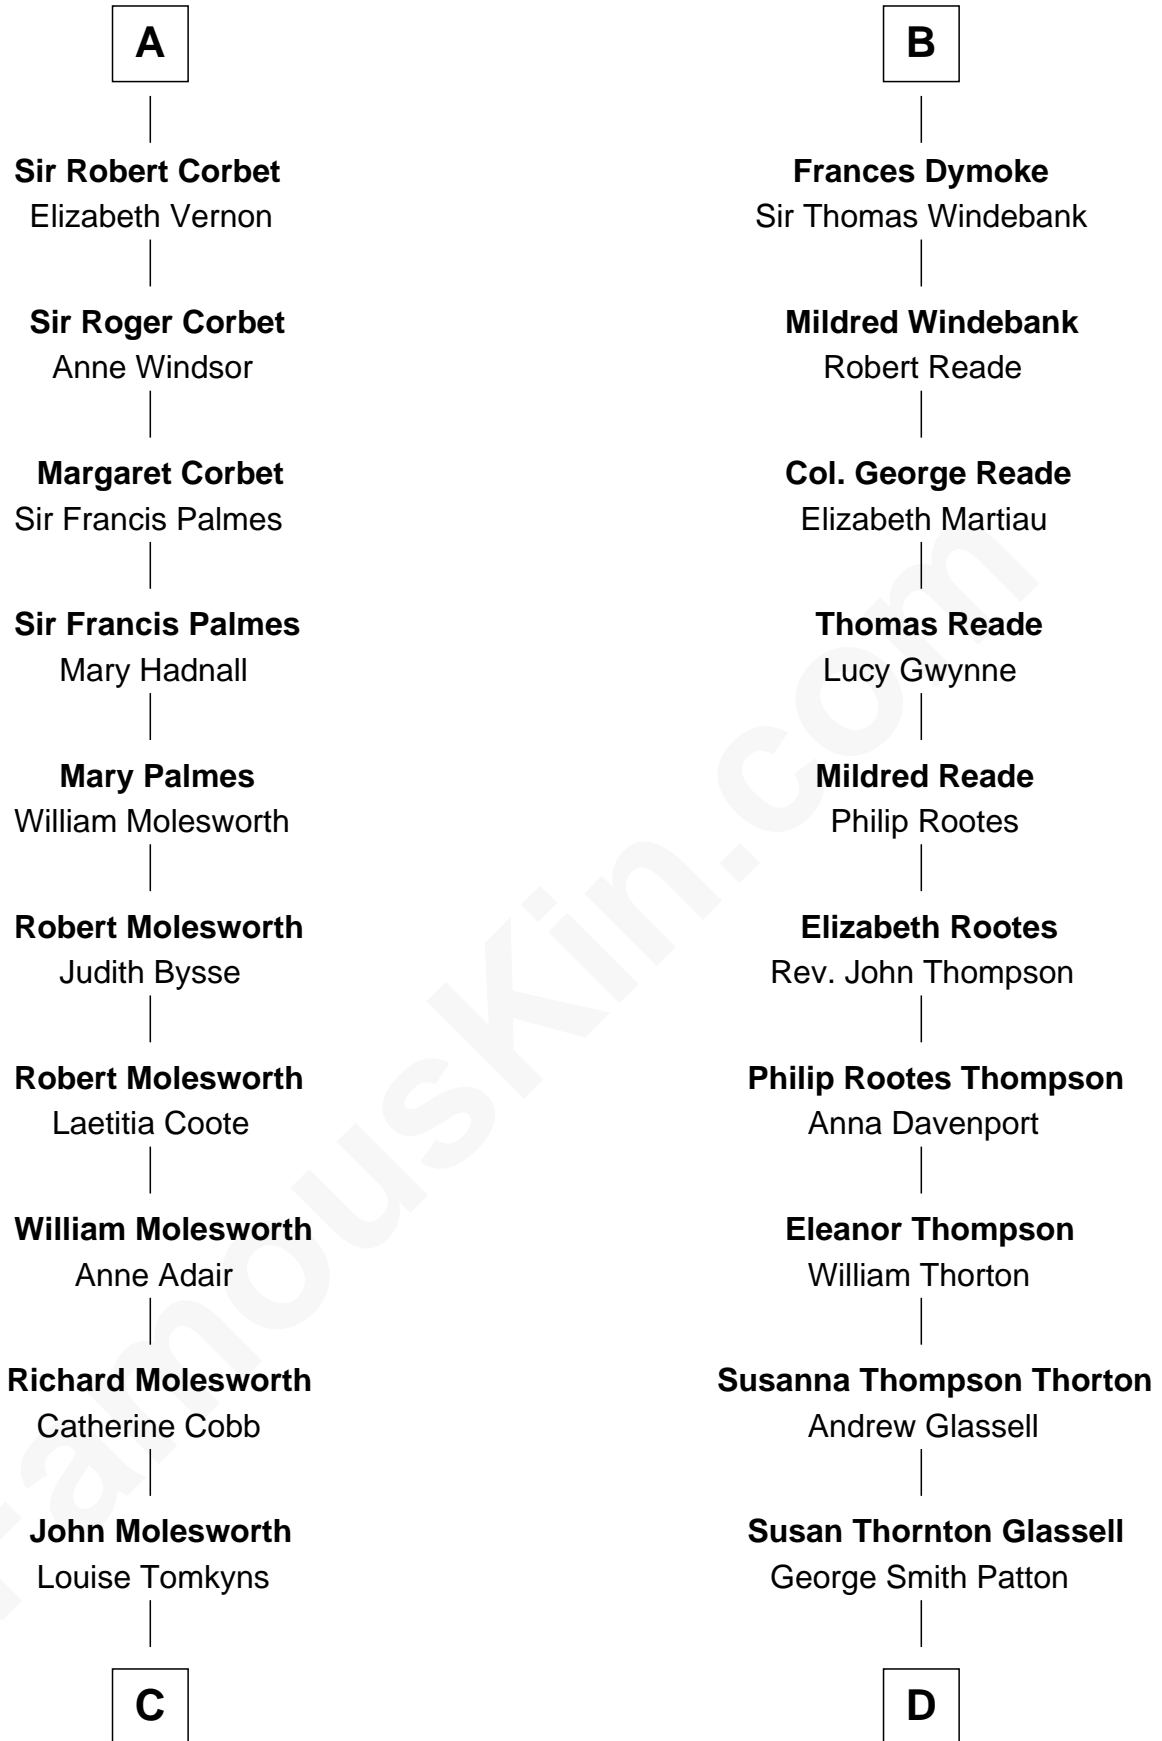 A
Sir Robert Corbet
Elizabeth Vernon
Sir Roger Corbet
Anne Windsor
Margaret Corbet
Sir Francis Palmes
Sir Francis Palmes
Mary Hadnall
Mary Palmes
William Molesworth
Robert Molesworth
Judith Bysse
Robert Molesworth
Laetitia Coote
William Molesworth
Anne Adair
Richard Molesworth
Catherine Cobb
John Molesworth
Louise Tomkyns
C
B
Frances Dymoke
Sir Thomas Windebank
Mildred Windebank
Robert Reade
Col. George Reade
Elizabeth Martiau
Thomas Reade
Lucy Gwynne
Mildred Reade
Philip Rootes
Elizabeth Rootes
Rev. John Thompson
Philip Rootes Thompson
Anna Davenport
Eleanor Thompson
William Thorton
Susanna Thompson Thorton
Andrew Glassell
Susan Thornton Glassell
George Smith Patton
D
FamousKin.com